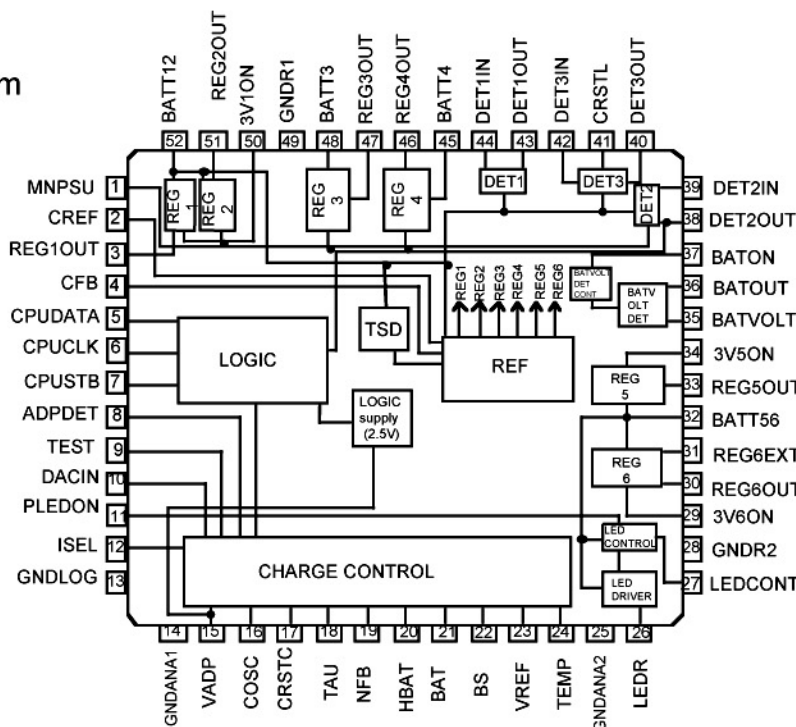 m
BATT12
REG2OUT
3V1ON
GNDR1
BATT3
REG3OUT
REG4OUT
BATT4
DET1IN
DET1OUT
DET3IN
CRSTL
DET3OUT
52 51 50 49 48 47 46 45 44 43 42 41 40
MNPSU 1
CREF 2
REG1OUT 3
CFB 4
CPUDATA 5
CPUCLK 6
CPUSTB 7
ADPDET 8
TEST 9
DACIN 10
PLEDON 11
ISEL 12
GNDLOG 13
REG 1
REG 2
REG 3
REG 4
DET1
DET3
DET2
39 DET2IN
38 DET2OUT
37 BATON
36 BATOUT
35 BATVOLT
34 3V5ON
33 REG5OUT
32 BATT56
31 REG6EXT
30 REG6OUT
29 3V6ON
28 GNDR2
27 LEDCONT
REG1
REG2
REG3
REG4
REG5
REG6
BATVOLT
DET
CONT
BATV
OLT
DET
TSD
REF
LOGIC
LOGIC
supply
(2.5V)
REG
5
REG
6
LED
CONTROL
LED
DRIVER
CHARGE CONTROL
14 15 16 17 18 19 20 21 22 23 24 25 26
GNDANA1
VADP
COSC
CRSTC
TAU
NFB
HBAT
BAT
BS
VREF
TEMP
GNDANA2
LEDR